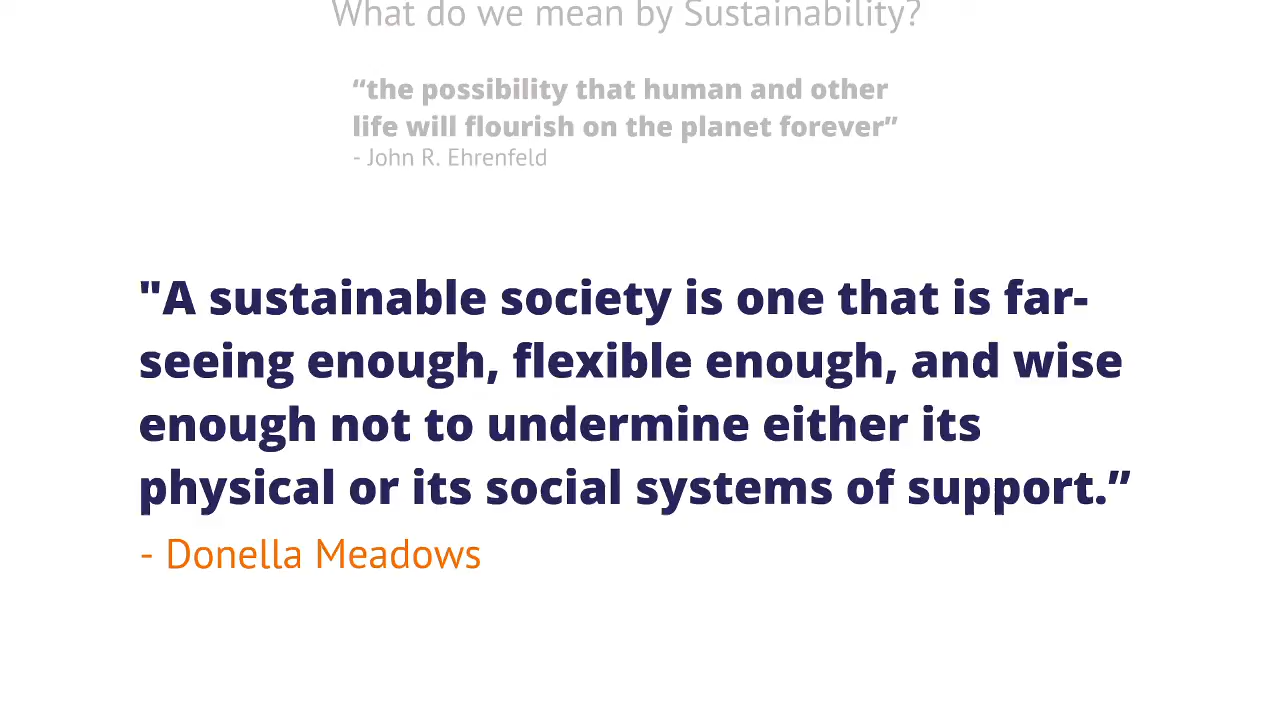 What do we mean by Sustainability?
“the possibility that human and other
life will flourish on the planet forever”
- John R. Ehrenfeld
"A sustainable society is one that is far-
seeing enough, flexible enough, and wise
enough not to undermine either its
physical or its social systems of support.”
- Donella Meadows